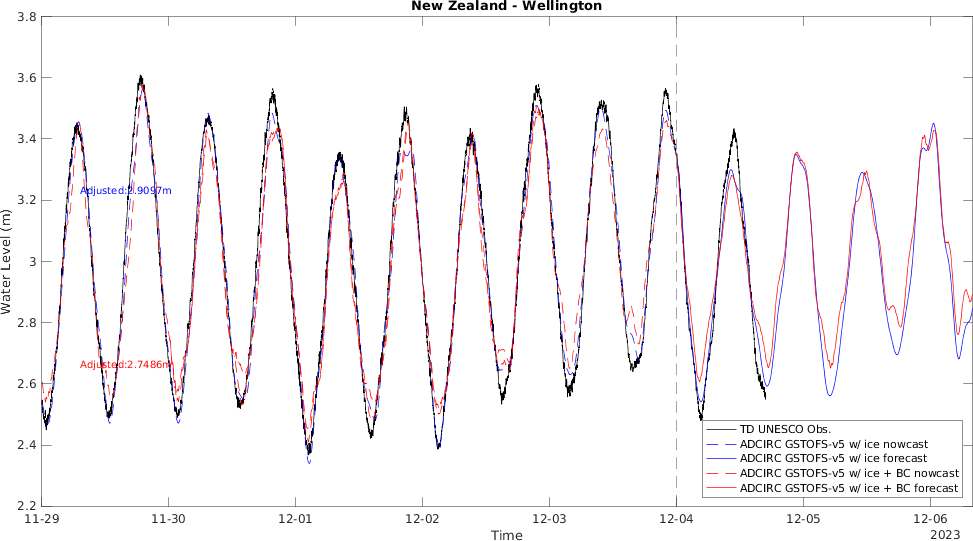 New Zealand - Wellington
3.8
3.6
3.4
3.2
3
2.8
2.6
2.4
2.2
Water Level (m)
Adjusted:2.9097m
Adjusted:2.7486m
TD UNESCO Obs.
ADCIRC GSTOFS-v5 w/ ice nowcast
ADCIRC GSTOFS-v5 w/ ice forecast
ADCIRC GSTOFS-v5 w/ ice + BC nowcast
ADCIRC GSTOFS-v5 w/ ice + BC forecast
11-29 11-30 12-01 12-02 12-03 12-04 12-05 12-06
2023
Time